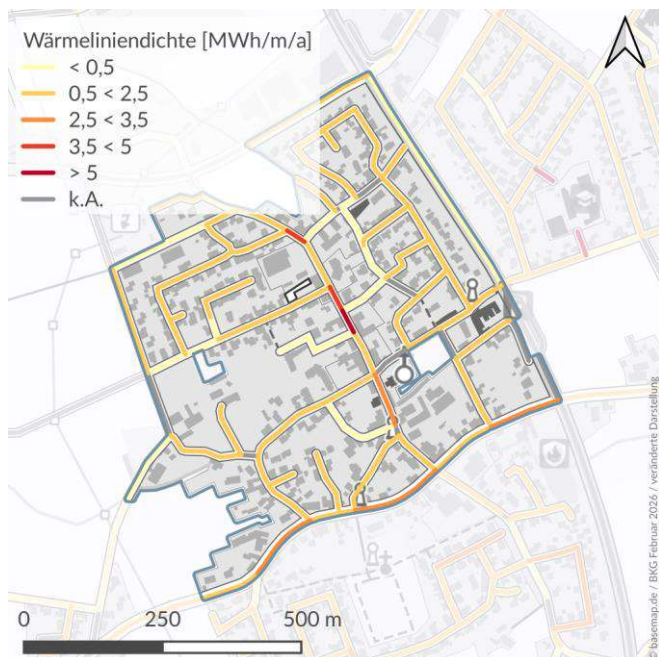 Wärmeliniendichte [MWh/m/a]
< 0,5
0,5 < 2,5
2,5 < 3,5
3,5 < 5
> 5
k.A.
0 250 500 m
© basemap.de / BKG Februar 2026 / veränderte Darstellung